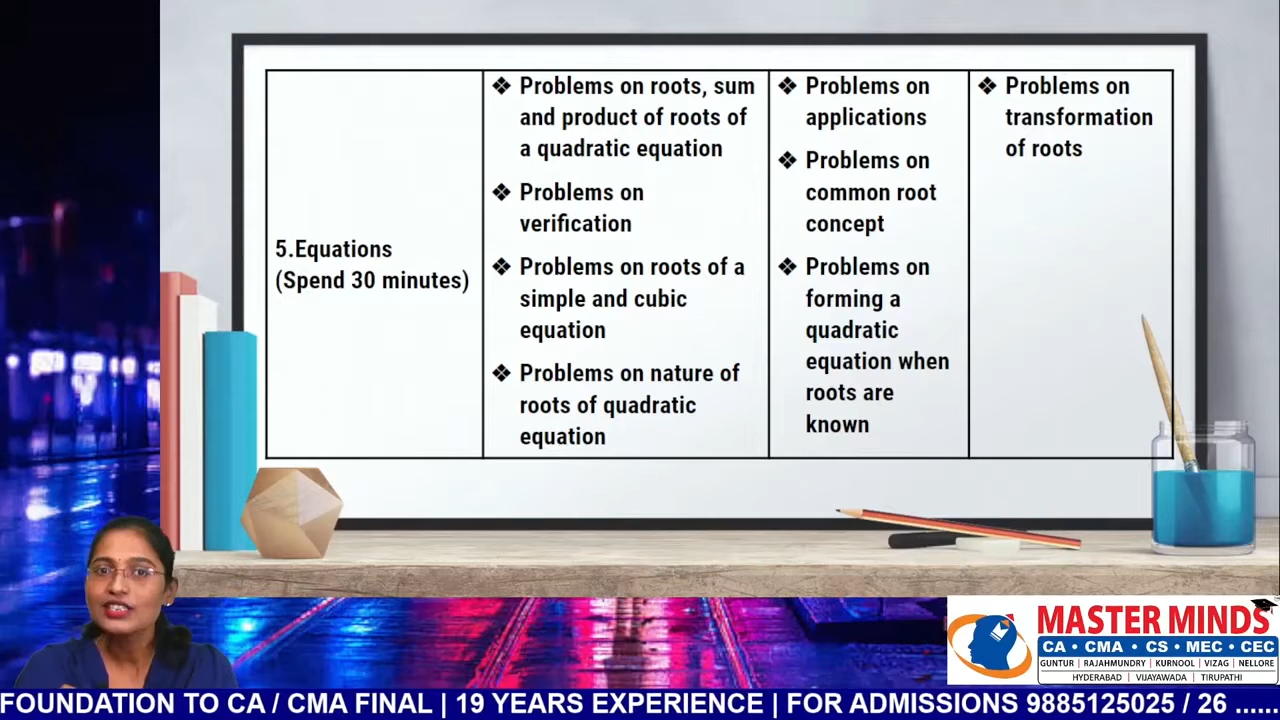 5.Equations
(Spend 30 minutes)
❖ Problems on roots, sum
and product of roots of
a quadratic equation
❖ Problems on
verification
❖ Problems on roots of a
simple and cubic
equation
❖ Problems on nature of
roots of quadratic
equation
❖ Problems on
applications
❖ Problems on
common root
concept
❖ Problems on
forming a
quadratic
equation when
roots are
known
❖ Problems on
transformation
of roots
MASTER MINDS
CA • CMA • CS • MEC • CEC
GUNTUR | RAJAHMUNDRY | KURNOOL | VIZAG | NELLORE
HYDERABAD | VIJAYAWADA | TIRUPATHI
FOUNDATION TO CA / CMA FINAL | 19 YEARS EXPERIENCE | FOR ADMISSIONS 9885125025 / 26 ......